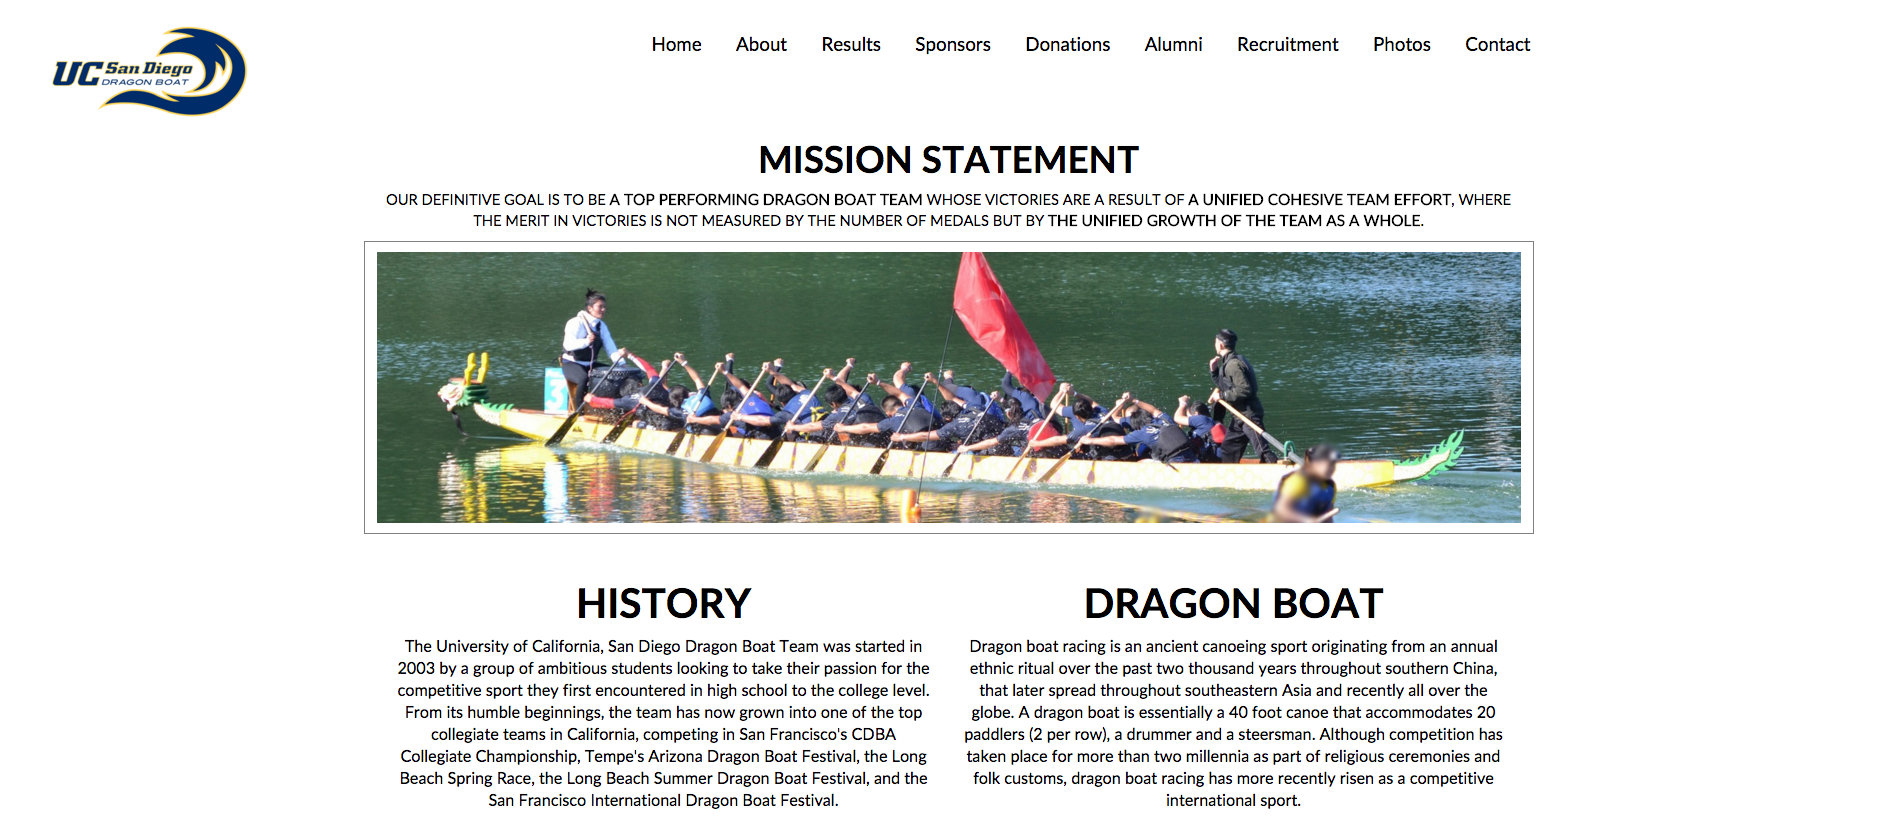 UC San Diego
DRAGON BOAT
Home About Results Sponsors Donations Alumni Recruitment Photos Contact
MISSION STATEMENT
OUR DEFINITIVE GOAL IS TO BE A TOP PERFORMING DRAGON BOAT TEAM WHOSE VICTORIES ARE A RESULT OF A UNIFIED COHESIVE TEAM EFFORT, WHERE
THE MERIT IN VICTORIES IS NOT MEASURED BY THE NUMBER OF MEDALS BUT BY THE UNIFIED GROWTH OF THE TEAM AS A WHOLE.
3
HISTORY
The University of California, San Diego Dragon Boat Team was started in
2003 by a group of ambitious students looking to take their passion for the
competitive sport they first encountered in high school to the college level.
From its humble beginnings, the team has now grown into one of the top
collegiate teams in California, competing in San Francisco's CDBA
Collegiate Championship, Tempe's Arizona Dragon Boat Festival, the Long
Beach Spring Race, the Long Beach Summer Dragon Boat Festival, and the
San Francisco International Dragon Boat Festival.
DRAGON BOAT
Dragon boat racing is an ancient canoeing sport originating from an annual
ethnic ritual over the past two thousand years throughout southern China,
that later spread throughout southeastern Asia and recently all over the
globe. A dragon boat is essentially a 40 foot canoe that accommodates 20
paddlers (2 per row), a drummer and a steersman. Although competition has
taken place for more than two millennia as part of religious ceremonies and
folk customs, dragon boat racing has more recently risen as a competitive
international sport.